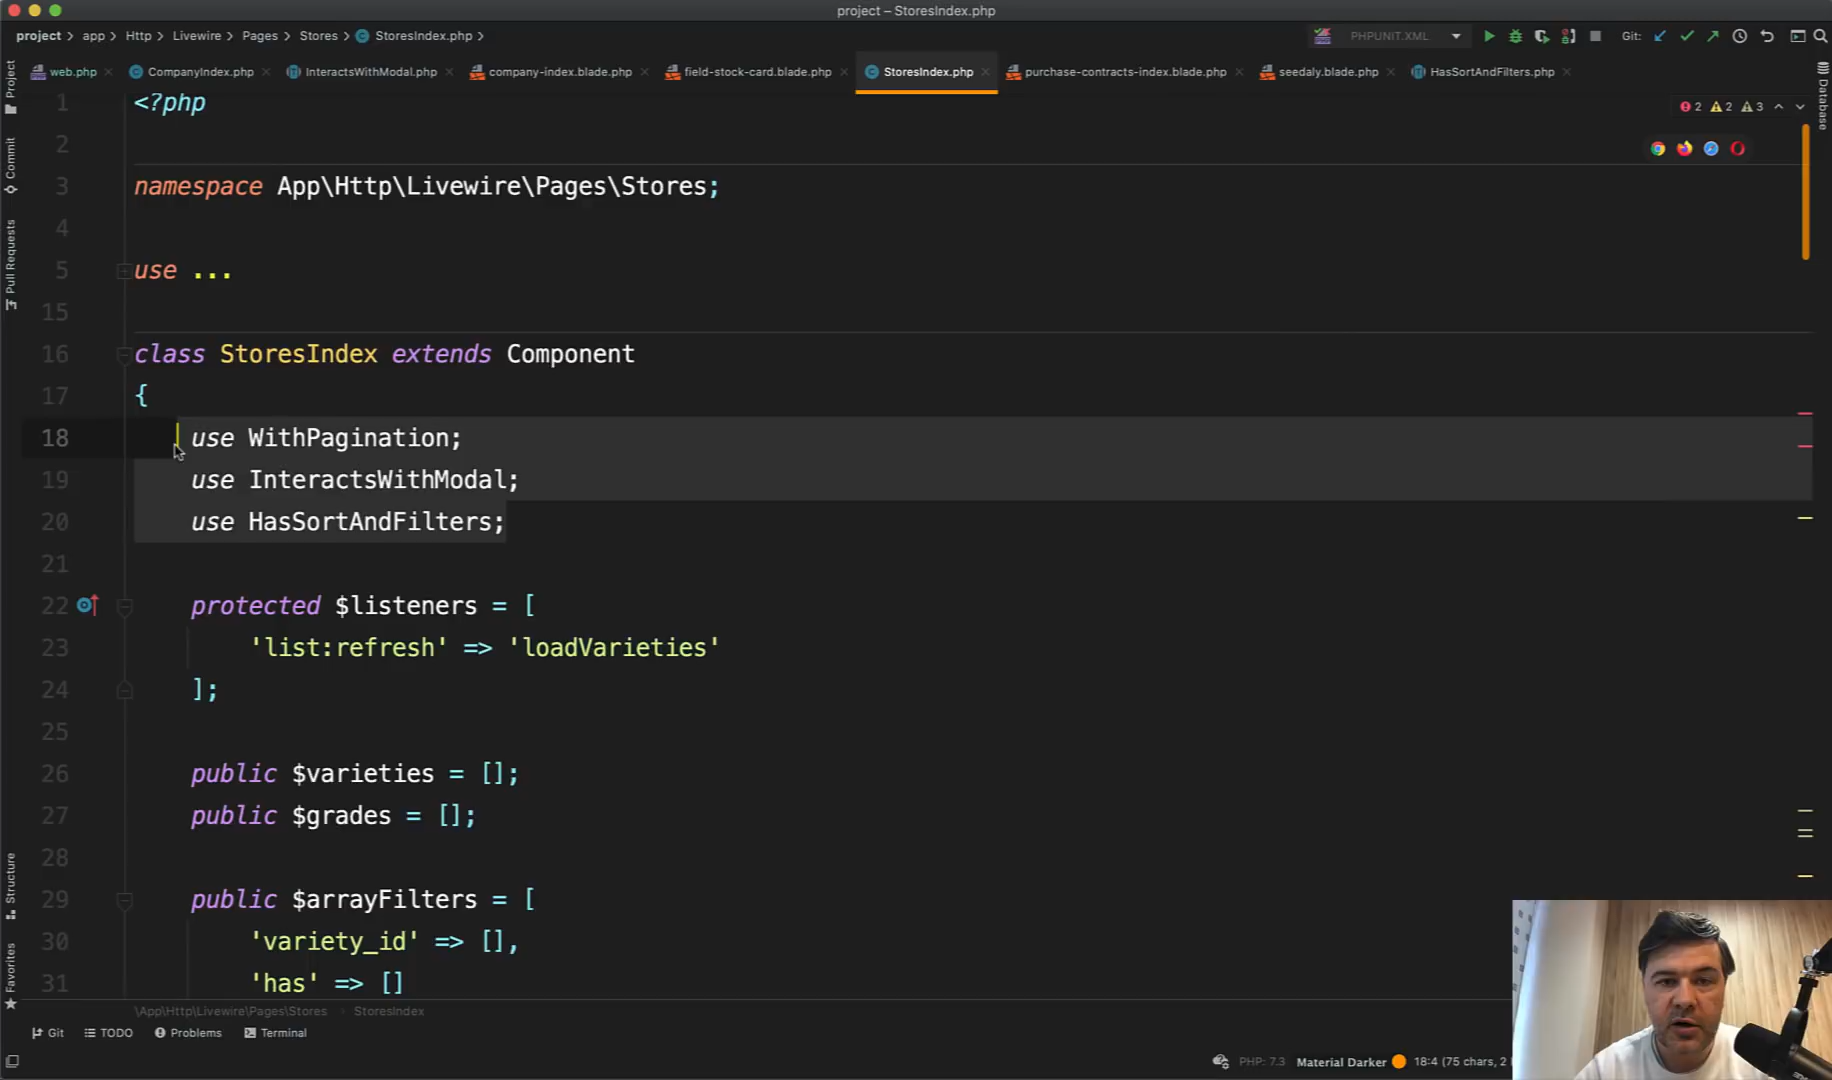 project – StoresIndex.php
project > app > Http > Livewire > Pages > Stores > StoresIndex.php >
PHPUNIT.XML
Git:
web.php
CompanyIndex.php
InteractsWithModal.php
company-index.blade.php
field-stock-card.blade.php
StoresIndex.php
purchase-contracts-index.blade.php
seedaly.blade.php
HasSortAndFilters.php
Project
Commit
Pull Requests
Structure
Favorites
Database
2 2 3
1 <?php
2
3 namespace App\Http\Livewire\Pages\Stores;
4
5 use ...
15
16 class StoresIndex extends Component
17 {
18 use WithPagination;
19 use InteractsWithModal;
20 use HasSortAndFilters;
21
22 protected $listeners = [
23 'list:refresh' => 'loadVarieties'
24 ];
25
26 public $varieties = [];
27 public $grades = [];
28
29 public $arrayFilters = [
30 'variety_id' => [],
31 'has' => []
\App\Http\Livewire\Pages\Stores > StoresIndex
Git TODO Problems Terminal
PHP: 7.3 Material Darker 18:4 (75 chars, 2